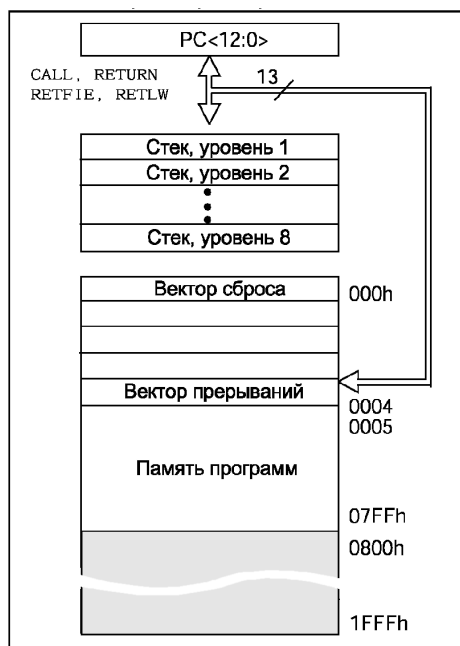 PC<12:0>
CALL, RETURN
RETFIE, RETLW
13
Стек, уровень 1
Стек, уровень 2
Стек, уровень 8
Вектор сброса
000h
Вектор прерываний
0004
0005
Память программ
07FFh
0800h
1FFFh